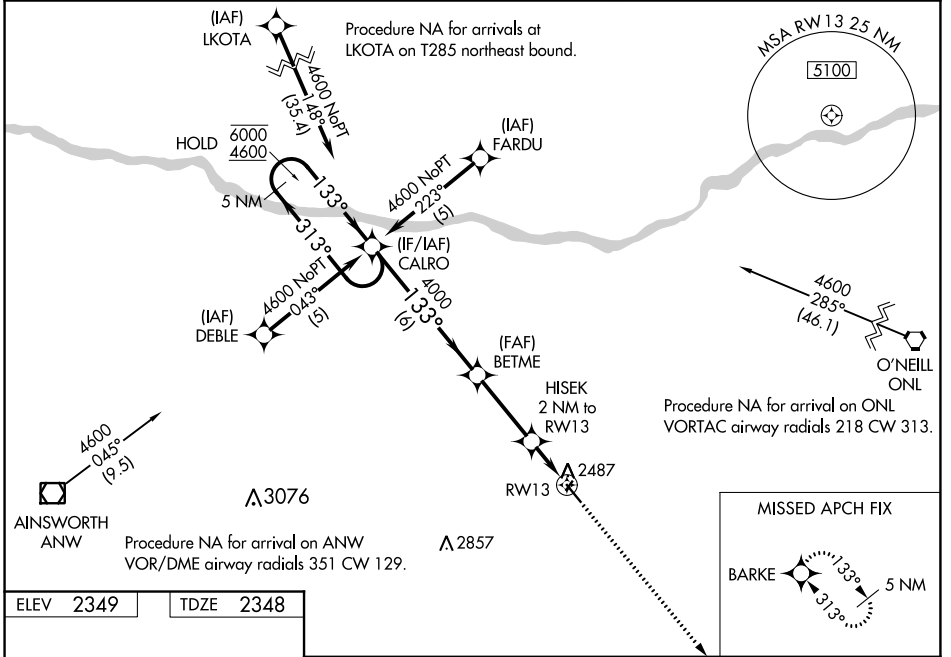 (IAF)
LKOTA
Procedure NA for arrivals at
LKOTA on T285 northeast bound.
MSA RW13 25 NM
5100
4600 NoPT
148°
(35.4)
HOLD
6000
4600
(IAF)
FARDU
4600 NoPT
223°
(5)
5 NM
133°
313°
(IF/IAF)
CALRO
4600 NoPT
043°
(5)
(IAF)
DEBLE
4000
133°
(6)
(FAF)
BETME
4600
285°
(46.1)
O'NEILL
ONL
HISEK
2 NM to
RW13
Procedure NA for arrival on ONL
VORTAC airway radials 218 CW 313.
4600
045°
(9.5)
AINSWORTH
ANW
3076
2487
RW13
2857
Procedure NA for arrival on ANW
VOR/DME airway radials 351 CW 129.
MISSED APCH FIX
BARKE
133°
313°
5 NM
ELEV 2349
TDZE 2348